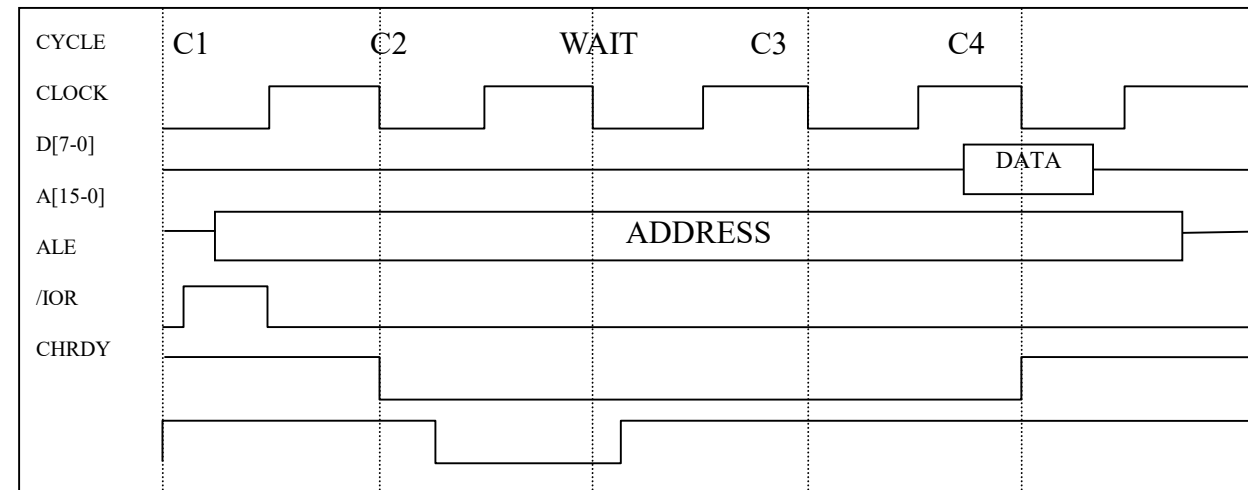 CYCLE C1 C2 WAIT C3 C4
CLOCK
D[7-0] DATA
A[15-0]
ADDRESS
ALE
/IOR
CHRDY